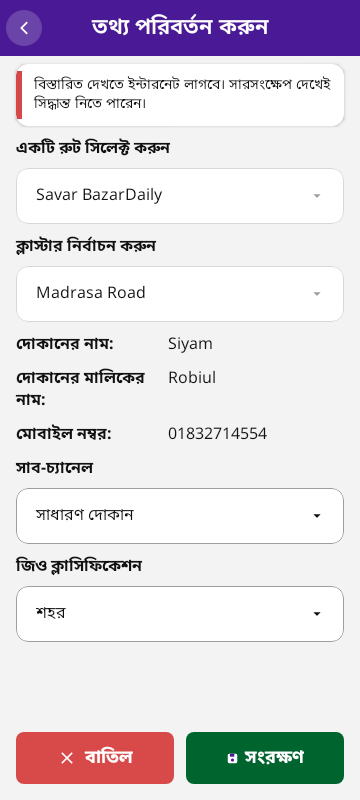 তথ্য পরিবর্তন করুন
বিস্তারিত দেখতে ইন্টারনেট লাগবে। সারসংক্ষেপ দেখেই
সিদ্ধান্ত নিতে পারেন।
একটি রুট সিলেক্ট করুন
Savar BazarDaily
ক্লাস্টার নির্বাচন করুন
Madrasa Road
দোকানের নাম: Siyam
দোকানের মালিকের Robiul
নাম:
মোবাইল নম্বর: 01832714554
সাব-চ্যানেল
সাধারণ দোকান
জিও ক্লাসিফিকেশন
শহর
বাতিল সংরক্ষণ